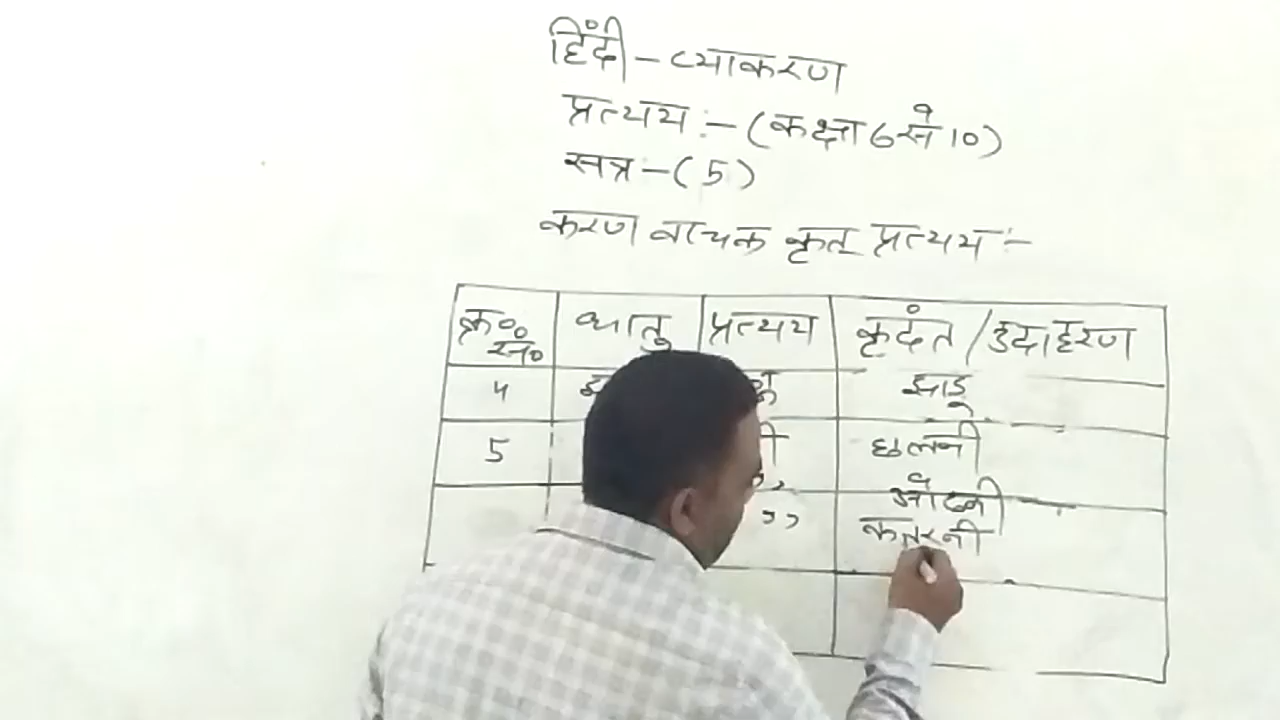 हिंदी - व्याकरण
प्रत्यय :- (कक्षा 6 से 10)
सत्र :- (5)
करण वाचक कृत् प्रत्यय :-
क्र० सं० धातु प्रत्यय कृदंत / उदाहरण
4 झाडू
5 छलनी
,, ओढनी
,, कतरनी